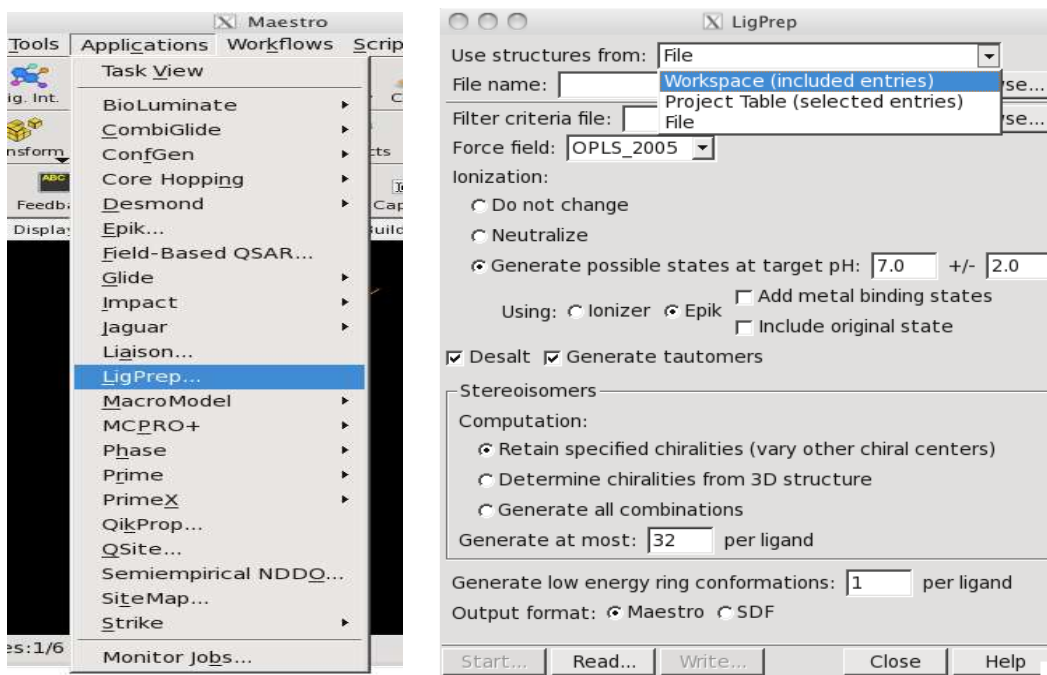 Maestro
Tools Applications Workflows Scrip
Task View
ig. Int.
BioLuminate
CombiGlide
nsform
ConfGen
cts
Core Hopping
ABC
Feedba
Desmond
Cap
Display
Epik...
uild
Field-Based QSAR...
Glide
Impact
Jaguar
Liaison...
LigPrep...
MacroModel
MCPRO+
Phase
Prime
PrimeX
QikProp...
QSite...
Semiempirical NDDO...
SiteMap...
Strike
es:1/6
Monitor Jobs...
LigPrep
Use structures from: File
File name: Workspace (included entries) se...
Project Table (selected entries)
Filter criteria file: File se...
Force field: OPLS_2005
Ionization:
Do not change
Neutralize
Generate possible states at target pH: 7.0 +/- 2.0
Using: Ionizer Epik Add metal binding states
Include original state
Desalt Generate tautomers
Stereoisomers
Computation:
Retain specified chiralities (vary other chiral centers)
Determine chiralities from 3D structure
Generate all combinations
Generate at most: 32 per ligand
Generate low energy ring conformations: 1 per ligand
Output format: Maestro SDF
Start... Read... Write... Close Help